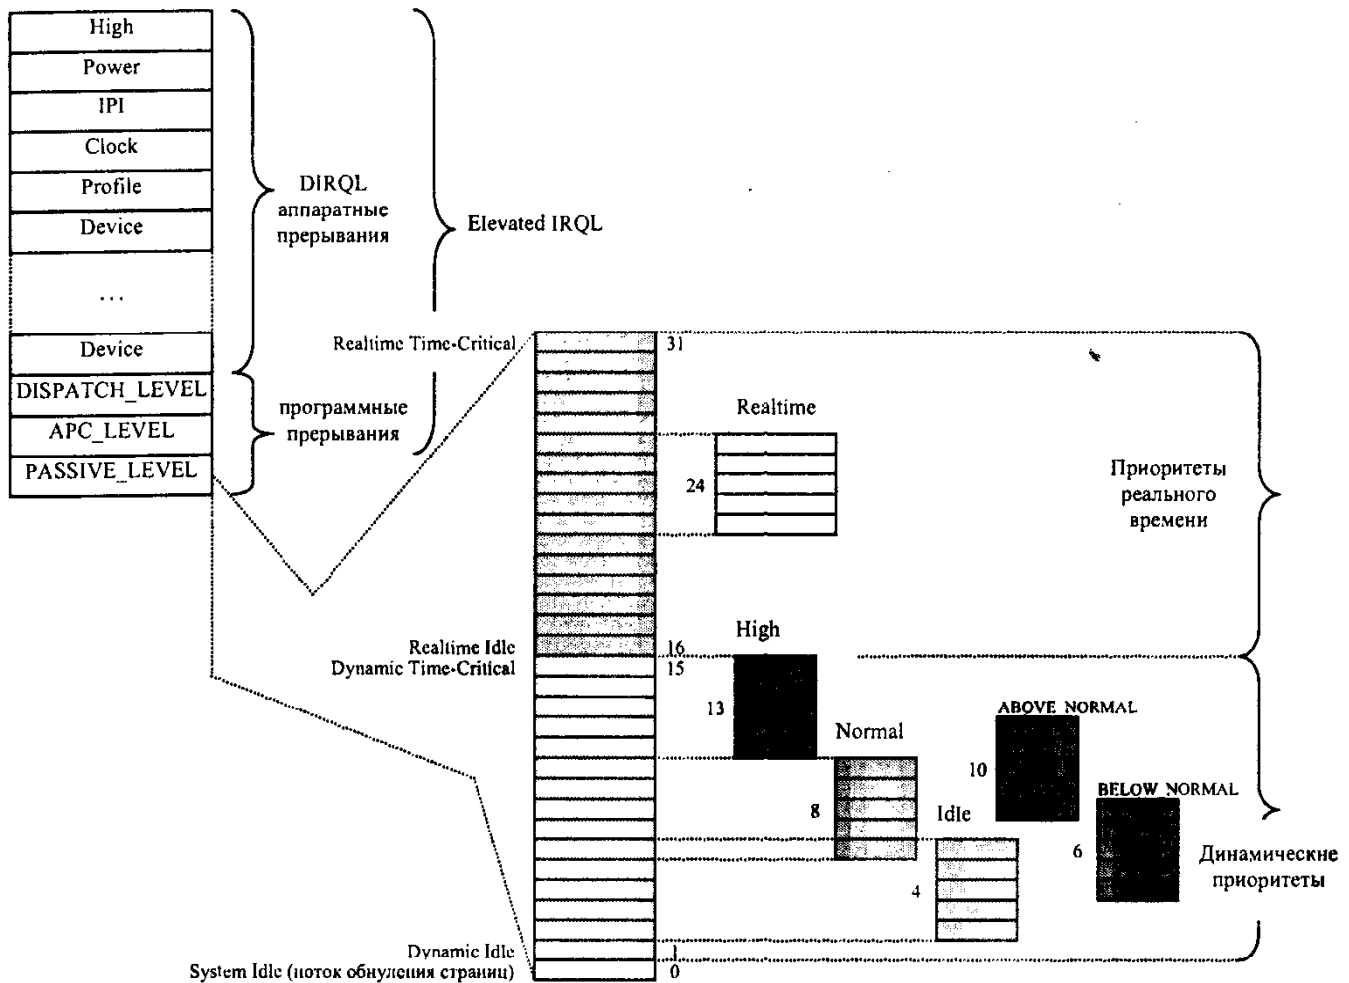 High
Power
IPI
Clock
Profile
Device
...
Device
DISPATCH_LEVEL
APC_LEVEL
PASSIVE_LEVEL
DIRQL
аппаратные
прерывания
программные
прерывания
Elevated IRQL
Realtime Time-Critical
31
Realtime
24
Приоритеты
реального
времени
Realtime Idle
16
Dynamic Time-Critical
15
High
13
Normal
8
ABOVE_NORMAL
10
BELOW_NORMAL
6
Idle
4
Динамические
приоритеты
Dynamic Idle
1
System Idle (поток обнуления страниц)
0